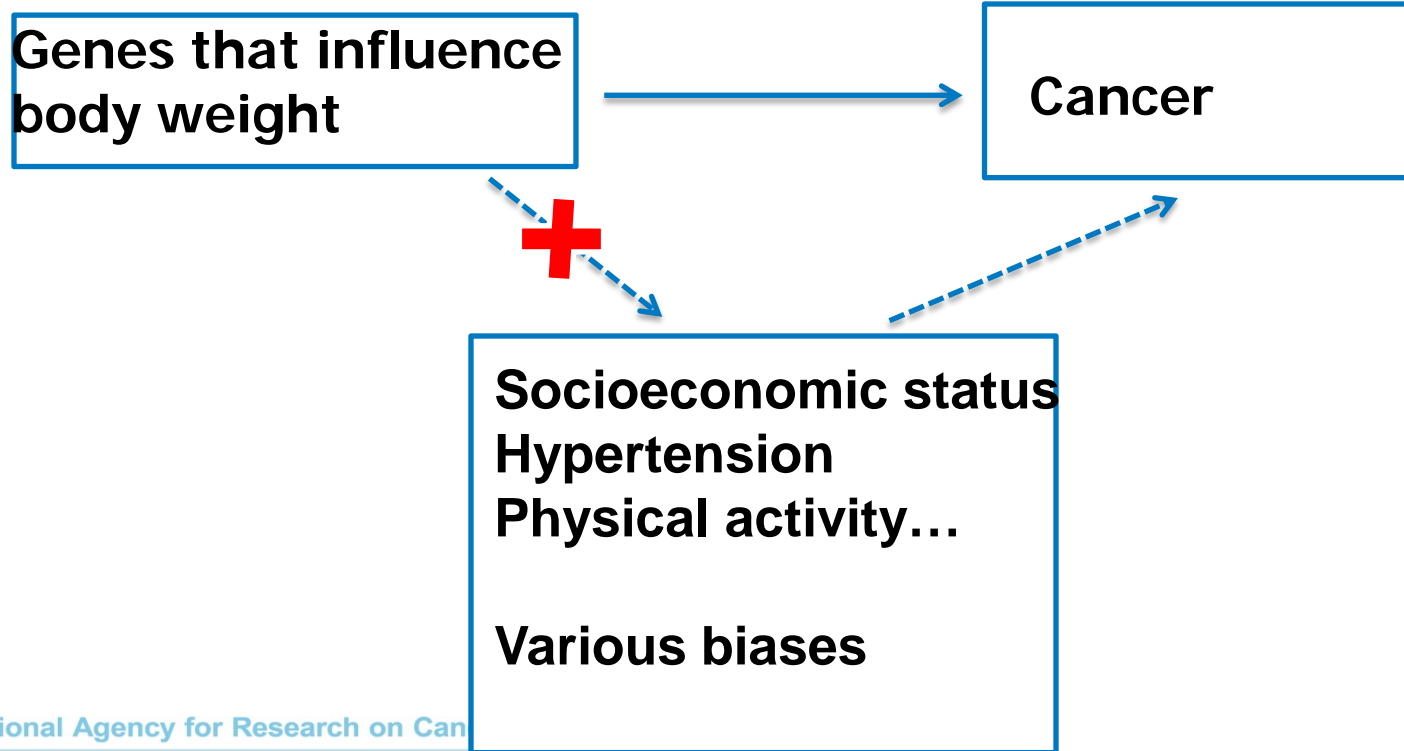 Genes that influence
body weight
Cancer
Socioeconomic status
Hypertension
Physical activity…
Various biases
ional Agency for Research on Can